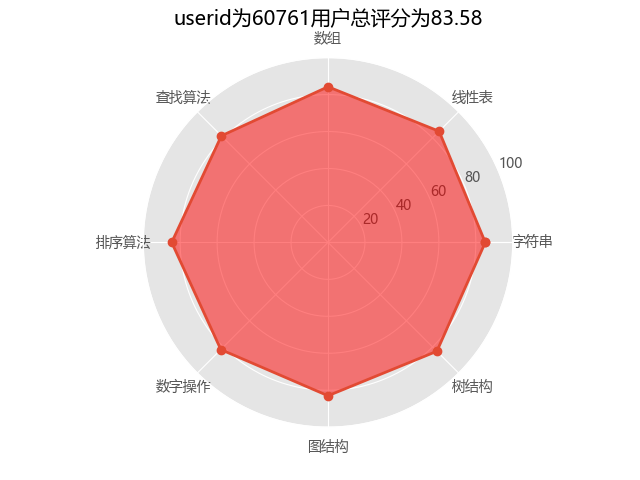 userid为60761用户总评分为83.58
数组
查找算法
线性表
100
80
60
40
20
排序算法
字符串
数字操作
树结构
图结构